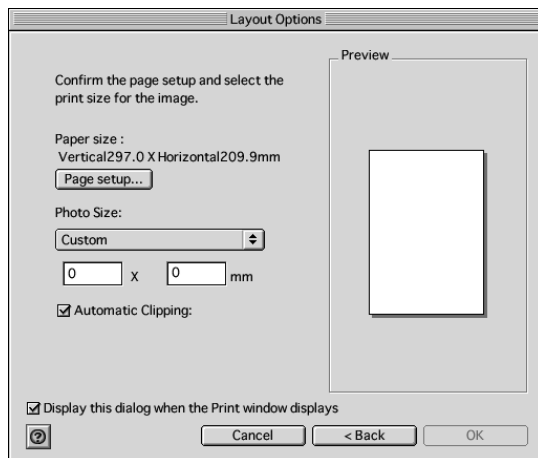 Layout Options
Confirm the page setup and select the
print size for the image.
Paper size :
Vertical297.0 X Horizontal209.9mm
Page setup...
Photo Size:
Custom
0 X 0 mm
Automatic Clipping:
Preview
Display this dialog when the Print window displays
?
Cancel
< Back
OK